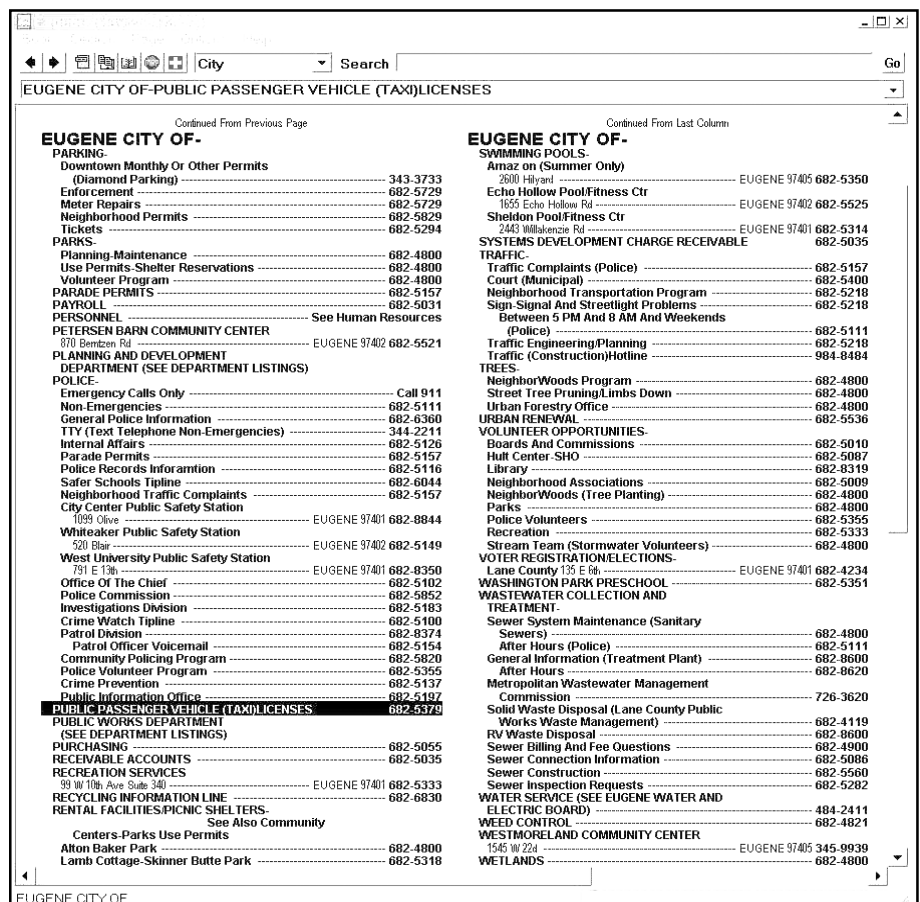 City
Search
Go
EUGENE CITY OF-PUBLIC PASSENGER VEHICLE (TAXI)LICENSES
Continued From Previous Page
EUGENE CITY OF-
PARKING-
Downtown Monthly Or Other Permits
(Diamond Parking) 343-3733
Enforcement 682-5729
Meter Repairs 682-5729
Neighborhood Permits 682-5829
Tickets 682-5294
PARKS-
Planning-Maintenance 682-4800
Use Permits-Shelter Reservations 682-4800
Volunteer Program 682-4800
PARADE PERMITS 682-5157
PAYROLL 682-5031
PERSONNEL See Human Resources
PETERSEN BARN COMMUNITY CENTER
870 Berntzen Rd EUGENE 97402 682-5521
PLANNING AND DEVELOPMENT
DEPARTMENT (SEE DEPARTMENT LISTINGS)
POLICE-
Emergency Calls Only Call 911
Non-Emergencies 682-5111
General Police Information 682-6360
TTY (Text Telephone Non-Emergencies) 344-2211
Internal Affairs 682-5126
Parade Permits 682-5157
Police Records Inforamtion 682-5116
Safer Schools Tipline 682-6044
Neighborhood Traffic Complaints 682-5157
City Center Public Safety Station
1099 Olive EUGENE 97401 682-8844
Whiteaker Public Safety Station
520 Blair EUGENE 97402 682-5149
West University Public Safety Station
791 E 13th EUGENE 97401 682-8350
Office Of The Chief 682-5102
Police Commission 682-5852
Investigations Division 682-5183
Crime Watch Tipline 682-5100
Patrol Division 682-8374
Patrol Officer Voicemail 682-5154
Community Policing Program 682-5820
Police Volunteer Program 682-5355
Crime Prevention 682-5137
Public Information Office 682-5197
PUBLIC PASSENGER VEHICLE (TAXI)LICENSES 682-5379
PUBLIC WORKS DEPARTMENT
(SEE DEPARTMENT LISTINGS)
PURCHASING 682-5055
RECEIVABLE ACCOUNTS 682-5035
RECREATION SERVICES
99 W 10th Ave Suite 340 EUGENE 97401 682-5333
RECYCLING INFORMATION LINE 682-6830
RENTAL FACILITIES/PICNIC SHELTERS-
See Also Community
Centers-Parks Use Permits
Alton Baker Park 682-4800
Lamb Cottage-Skinner Butte Park 682-5318
Continued From Last Column
EUGENE CITY OF-
SWIMMING POOLS-
Amaz on (Summer Only)
2600 Hilyard EUGENE 97405 682-5350
Echo Hollow Pool/Fitness Ctr
1655 Echo Hollow Rd EUGENE 97402 682-5525
Sheldon Pool/Fitness Ctr
2443 Willakenzie Rd EUGENE 97401 682-5314
SYSTEMS DEVELOPMENT CHARGE RECEIVABLE 682-5035
TRAFFIC-
Traffic Complaints (Police) 682-5157
Court (Municipal) 682-5400
Neighborhood Transportation Program 682-5218
Sign-Signal And Streetlight Problems 682-5218
Between 5 PM And 8 AM And Weekends
(Police) 682-5111
Traffic Engineering/Planning 682-5218
Traffic (Construction)Hotline 984-8484
TREES-
NeighborWoods Program 682-4800
Street Tree Pruning/Limbs Down 682-4800
Urban Forestry Office 682-4800
URBAN RENEWAL 682-5536
VOLUNTEER OPPORTUNITIES-
Boards And Commissions 682-5010
Hult Center-SHO 682-5087
Library 682-8319
Neighborhood Associations 682-5009
NeighborWoods (Tree Planting) 682-4800
Parks 682-4800
Police Volunteers 682-5355
Recreation 682-5333
Stream Team (Stormwater Volunteers) 682-4800
VOTER REGISTRATION/ELECTIONS-
Lane County 135 E 6th EUGENE 97401 682-4234
WASHINGTON PARK PRESCHOOL 682-5351
WASTEWATER COLLECTION AND
TREATMENT-
Sewer System Maintenance (Sanitary
Sewers) 682-4800
After Hours (Police) 682-5111
General Information (Treatment Plant) 682-8600
After Hours 682-8620
Metropolitan Wastewater Management
Commission 726-3620
Solid Waste Disposal (Lane County Public
Works Waste Management) 682-4119
RV Waste Disposal 682-8600
Sewer Billing And Fee Questions 682-4900
Sewer Connection Information 682-5086
Sewer Construction 682-5560
Sewer Inspection Requests 682-5282
WATER SERVICE (SEE EUGENE WATER AND
ELECTRIC BOARD) 484-2411
WEED CONTROL 682-4821
WESTMORELAND COMMUNITY CENTER
1545 W 22d EUGENE 97405 345-9939
WETLANDS 682-4800
EUGENE CITY OF